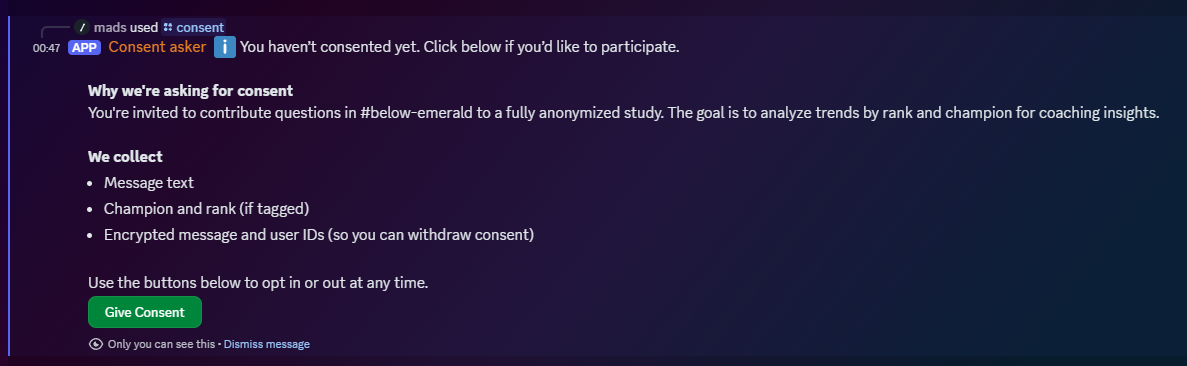 mads used consent
00:47 APP Consent asker i You haven't consented yet. Click below if you'd like to participate.
Why we're asking for consent
You're invited to contribute questions in #below-emerald to a fully anonymized study. The goal is to analyze trends by rank and champion for coaching insights.
We collect
• Message text
• Champion and rank (if tagged)
• Encrypted message and user IDs (so you can withdraw consent)
Use the buttons below to opt in or out at any time.
Give Consent
Only you can see this • Dismiss message